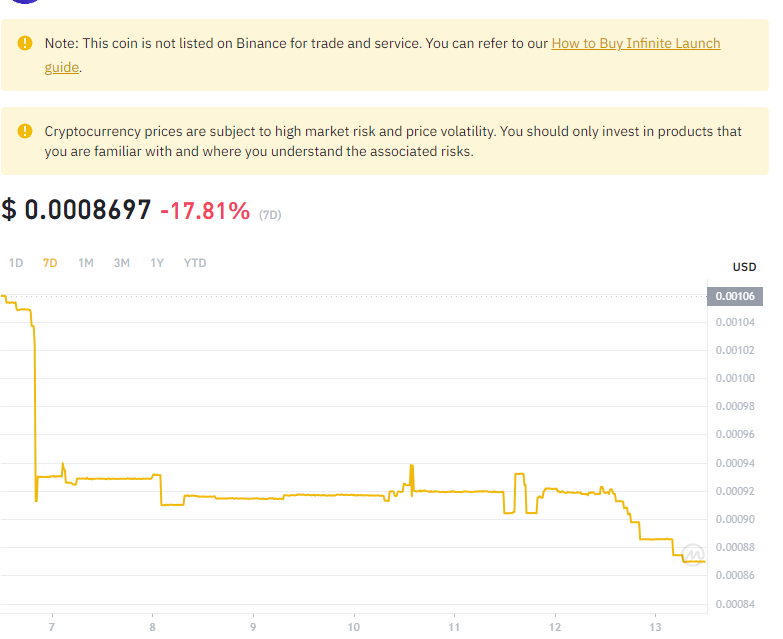 Note: This coin is not listed on Binance for trade and service. You can refer to our How to Buy Infinite Launch
guide.
Cryptocurrency prices are subject to high market risk and price volatility. You should only invest in products that
you are familiar with and where you understand the associated risks.
$ 0.0008697 -17.81% (7D)
1D 7D 1M 3M 1Y YTD
USD
0.00106
0.00104
0.00102
0.00100
0.00098
0.00096
0.00094
0.00092
0.00090
0.00088
0.00086
0.00084
7 8 9 10 11 12 13